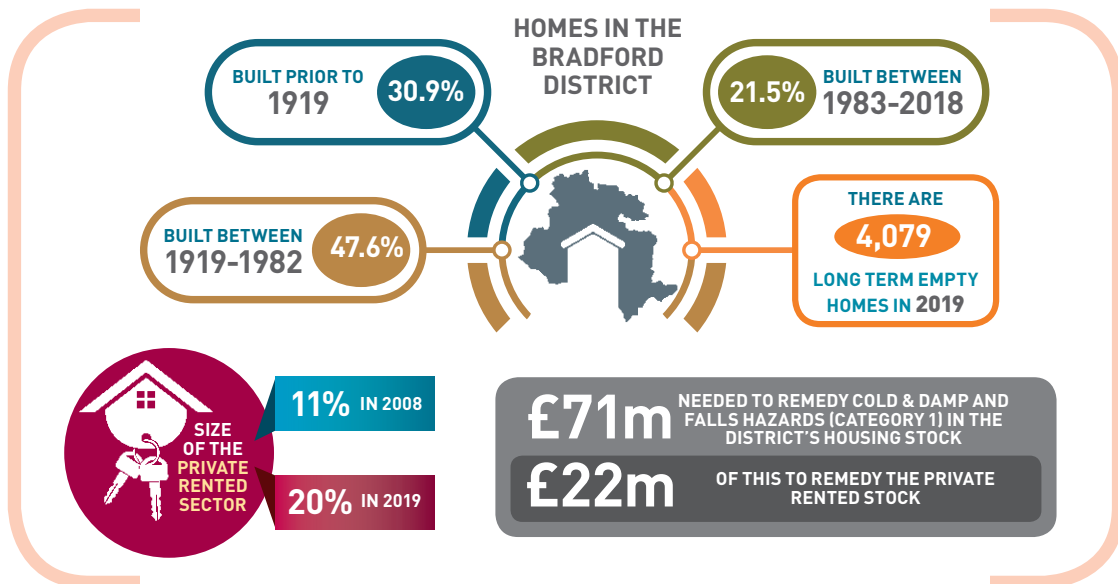 HOMES IN THE
BRADFORD
DISTRICT
BUILT PRIOR TO
1919
30.9%
21.5%
BUILT BETWEEN
1983-2018
BUILT BETWEEN
1919-1982
47.6%
THERE ARE
4,079
LONG TERM EMPTY
HOMES IN 2019
SIZE
OF THE
PRIVATE
RENTED
SECTOR
11% IN 2008
20% IN 2019
£71m
NEEDED TO REMEDY COLD & DAMP AND
FALLS HAZARDS (CATEGORY 1) IN THE
DISTRICT'S HOUSING STOCK
£22m
OF THIS TO REMEDY THE PRIVATE
RENTED STOCK